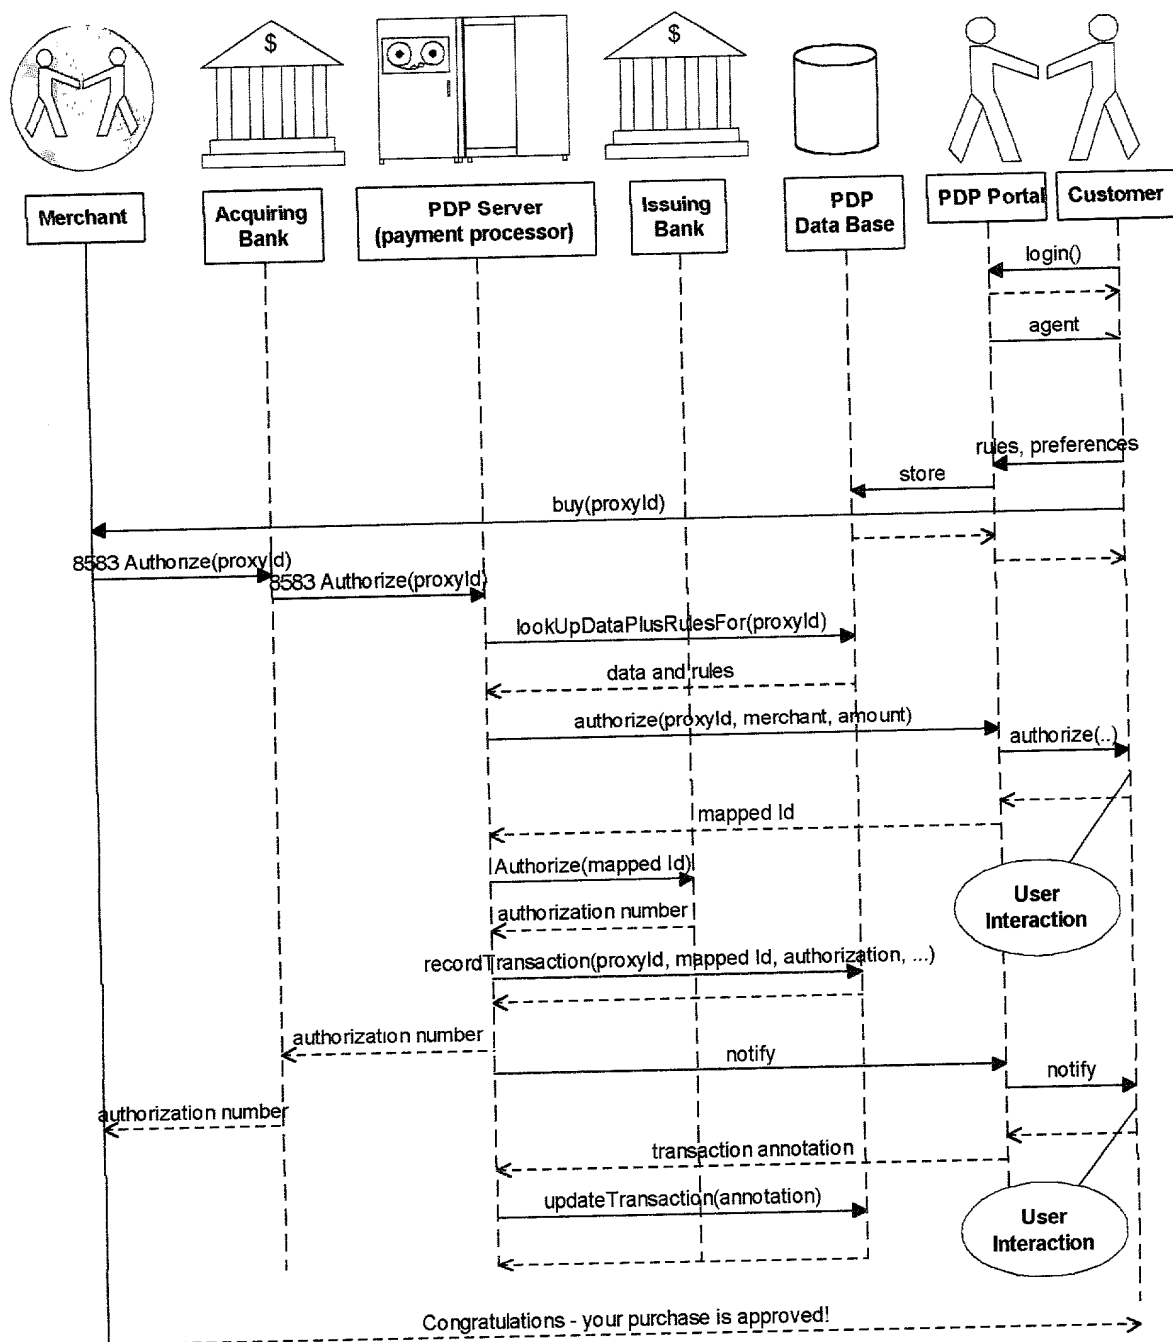 $
$
Merchant
Acquiring
Bank
PDP Server
(payment processor)
Issuing
Bank
PDP
Data Base
PDP Portal
Customer
login()
agent
rules, preferences
store
buy(proxyId)
8583 Authorize(proxyId)
8583 Authorize(proxyId)
lookUpDataPlusRulesFor(proxyId)
data and rules
authorize(proxyId, merchant, amount)
authorize(..)
mapped Id
Authorize(mapped Id)
User
Interaction
authorization number
recordTransaction(proxyId, mapped Id, authorization, ...)
authorization number
notify
notify
authorization number
transaction annotation
updateTransaction(annotation)
User
Interaction
Congratulations - your purchase is approved!